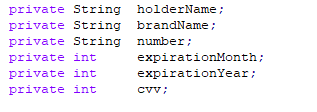 private String holderName;
private String brandName;
private String number;
private int expirationMonth;
private int expirationYear;
private int cvv;